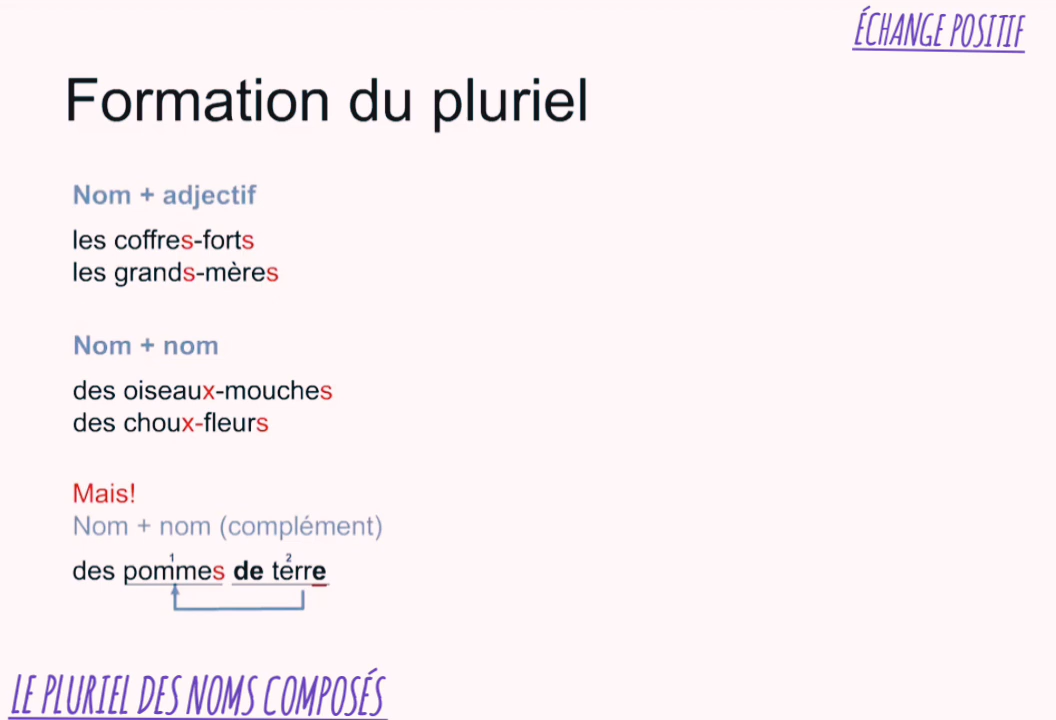 ÉCHANGE POSITIF
Formation du pluriel
Nom + adjectif
les coffres-forts
les grands-mères
Nom + nom
des oiseaux-mouches
des choux-fleurs
Mais!
Nom + nom (complément)
1 2
des pommes de terre
LE PLURIEL DES NOMS COMPOSÉS